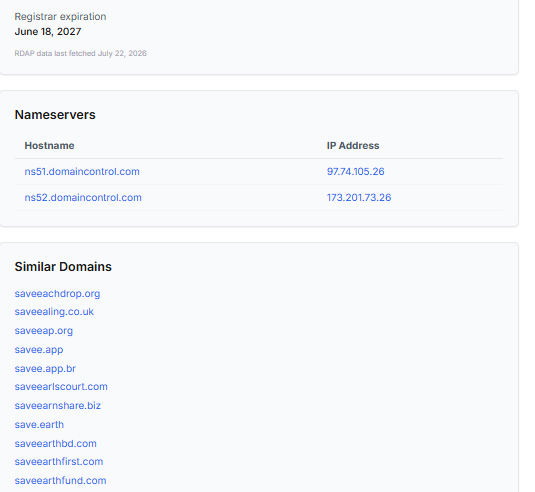 Registrar expiration
June 18, 2027
RDAP data last fetched July 22, 2026
Nameservers
Hostname IP Address
ns51.domaincontrol.com 97.74.105.26
ns52.domaincontrol.com 173.201.73.26
Similar Domains
saveeachdrop.org
saveealing.co.uk
saveeap.org
savee.app
savee.app.br
saveearlscourt.com
saveearnshare.biz
save.earth
saveearthbd.com
saveearthfirst.com
saveearthfund.com